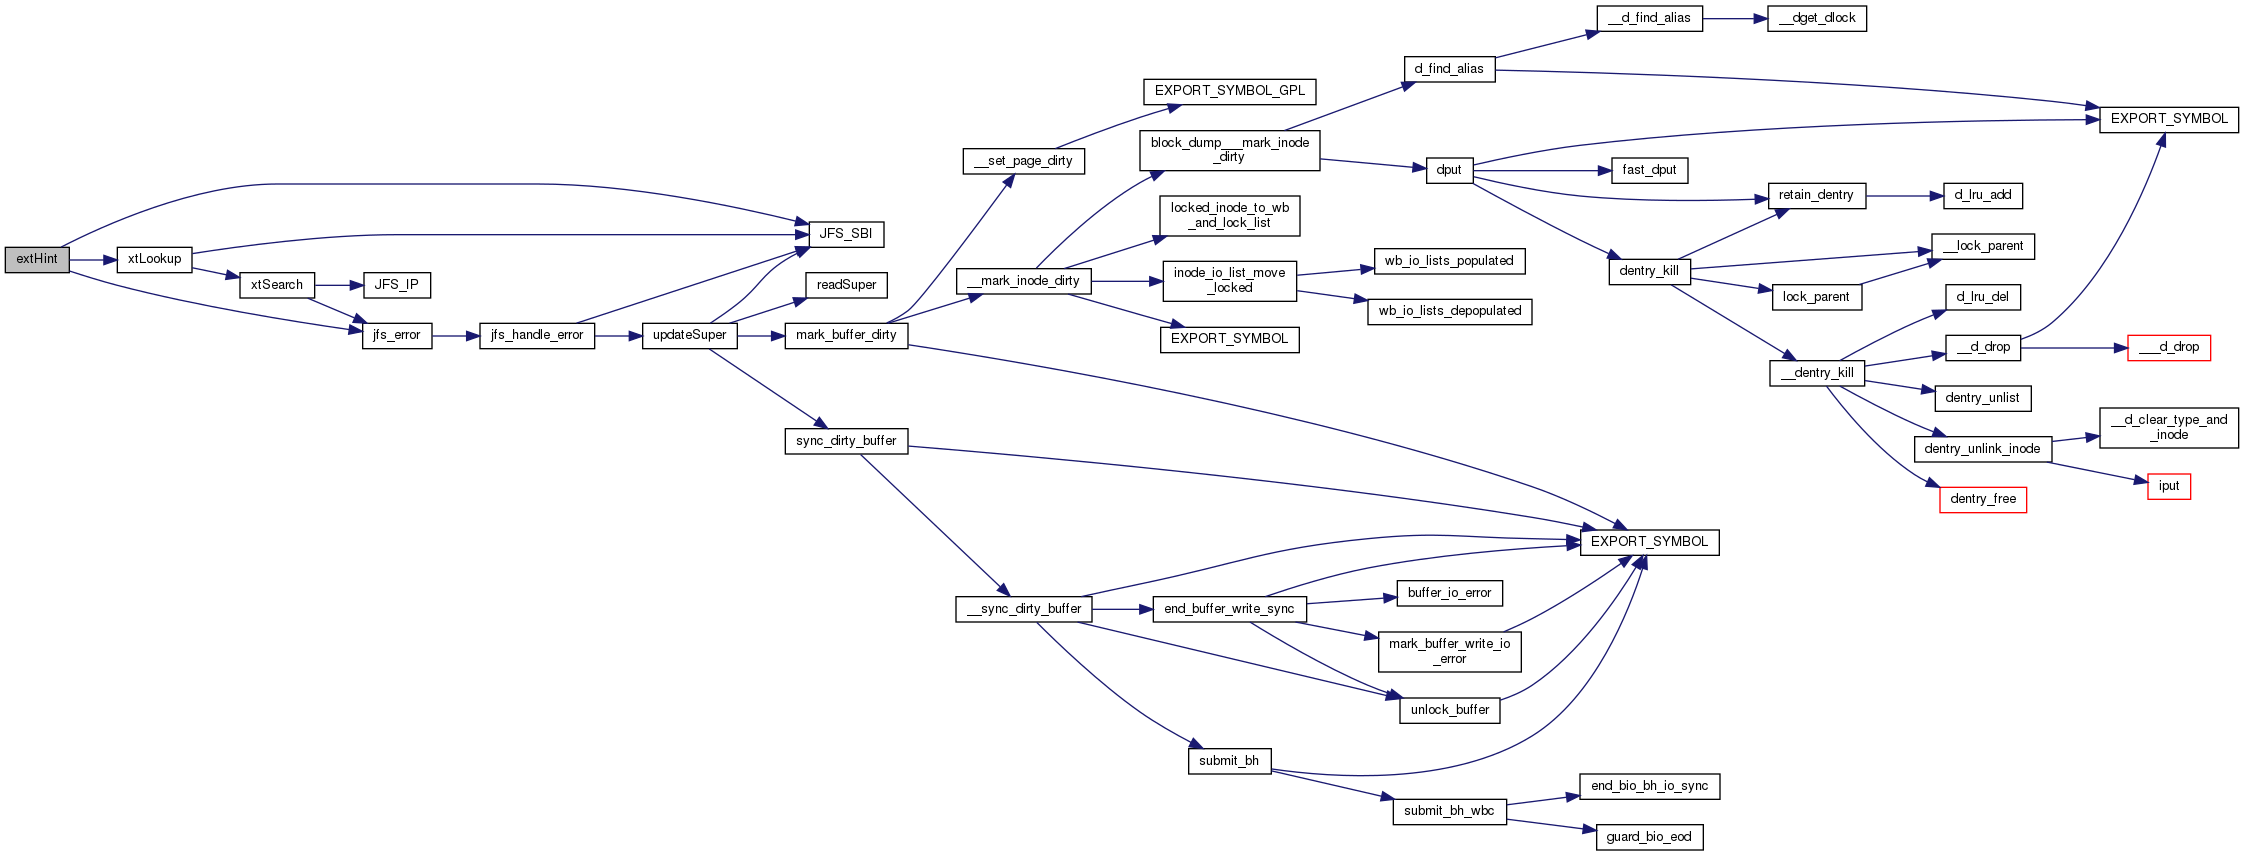 extHint
xtLookup
xtSearch
JFS_IP
jfs_error
jfs_handle_error
JFS_SBI
readSuper
updateSuper
mark_buffer_dirty
sync_dirty_buffer
__set_page_dirty
EXPORT_SYMBOL_GPL
__mark_inode_dirty
block_dump___mark_inode
_dirty
locked_inode_to_wb
_and_lock_list
inode_io_list_move
_locked
EXPORT_SYMBOL
wb_io_lists_populated
wb_io_lists_depopulated
d_find_alias
__d_find_alias
__dget_dlock
EXPORT_SYMBOL
dput
fast_dput
retain_dentry
d_lru_add
dentry_kill
__lock_parent
lock_parent
__dentry_kill
d_lru_del
__d_drop
___d_drop
dentry_unlist
dentry_unlink_inode
__d_clear_type_and
_inode
iput
dentry_free
EXPORT_SYMBOL
__sync_dirty_buffer
end_buffer_write_sync
buffer_io_error
mark_buffer_write_io
_error
unlock_buffer
submit_bh
submit_bh_wbc
end_bio_bh_io_sync
guard_bio_eod